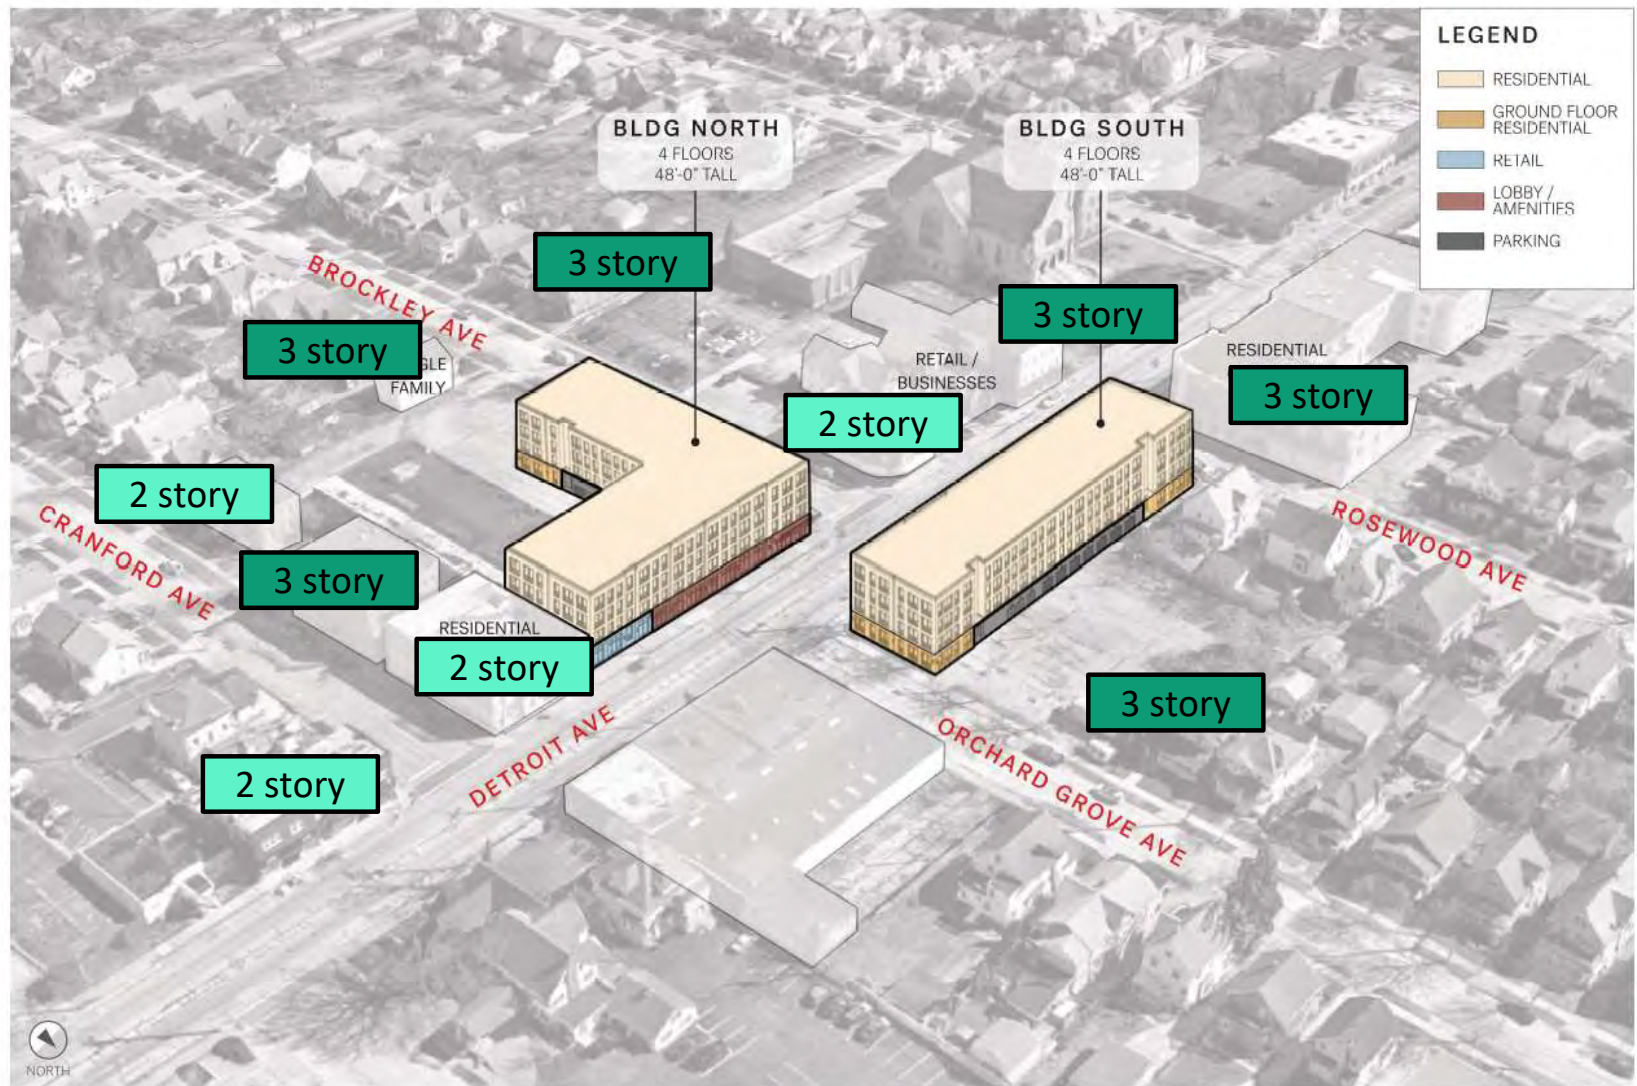 LEGEND
RESIDENTIAL
GROUND FLOOR
RESIDENTIAL
RETAIL
LOBBY /
AMENITIES
PARKING
BLDG NORTH
4 FLOORS
48'-0" TALL
BLDG SOUTH
4 FLOORS
48'-0" TALL
3 story
BROCKLEY AVE
3 story
3 story
GLE
FAMILY
RETAIL /
BUSINESSES
RESIDENTIAL
3 story
2 story
2 story
CRANFORD AVE
ROSEWOOD AVE
3 story
RESIDENTIAL
2 story
3 story
DETROIT AVE
ORCHARD GROVE AVE
2 story
NORTH